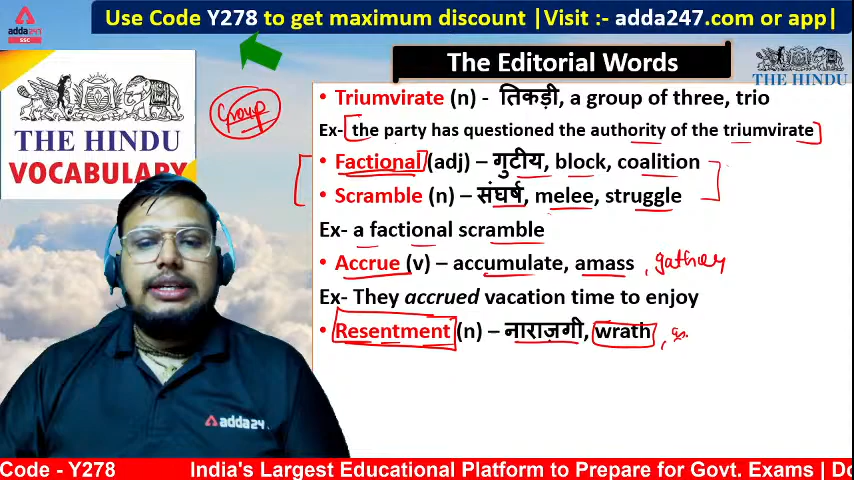 Use Code Y278 to get maximum discount |Visit :- adda247.com or app|
adda247
SSC
The Editorial Words
THE HINDU
THE HINDU
VOCABULARY
Group
• Triumvirate (n) - तिकड़ी, a group of three, trio
Ex- the party has questioned the authority of the triumvirate
• Factional (adj) – गुटीय, block, coalition
• Scramble (n) – संघर्ष, melee, struggle
Ex- a factional scramble
• Accrue (v) – accumulate, amass, gather
Ex- They accrued vacation time to enjoy
• Resentment (n) – नाराजगी, wrath,
adda24
Code - Y278 India's Largest Educational Platform to Prepare for Govt. Exams | Do